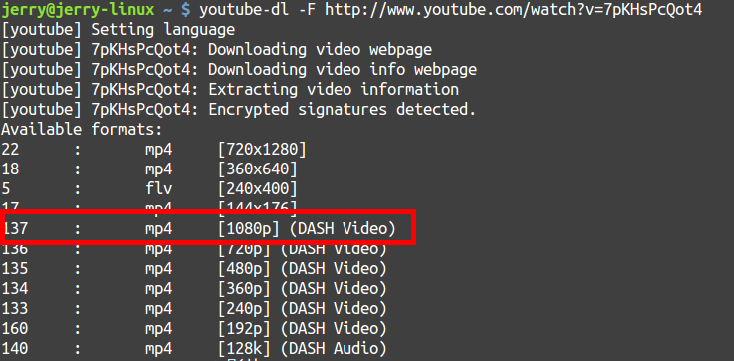 jerry@jerry-linux ~ $ youtube-dl -F http://www.youtube.com/watch?v=7pKHsPcQot4
[youtube] Setting language
[youtube] 7pKHsPcQot4: Downloading video webpage
[youtube] 7pKHsPcQot4: Downloading video info webpage
[youtube] 7pKHsPcQot4: Extracting video information
[youtube] 7pKHsPcQot4: Encrypted signatures detected.
Available formats:
22 : mp4 [720x1280]
18 : mp4 [360x640]
5 : flv [240x400]
17 : mp4 [144x176]
137 : mp4 [1080p] (DASH Video)
136 : mp4 [720p] (DASH Video)
135 : mp4 [480p] (DASH Video)
134 : mp4 [360p] (DASH Video)
133 : mp4 [240p] (DASH Video)
160 : mp4 [192p] (DASH Video)
140 : mp4 [128k] (DASH Audio)